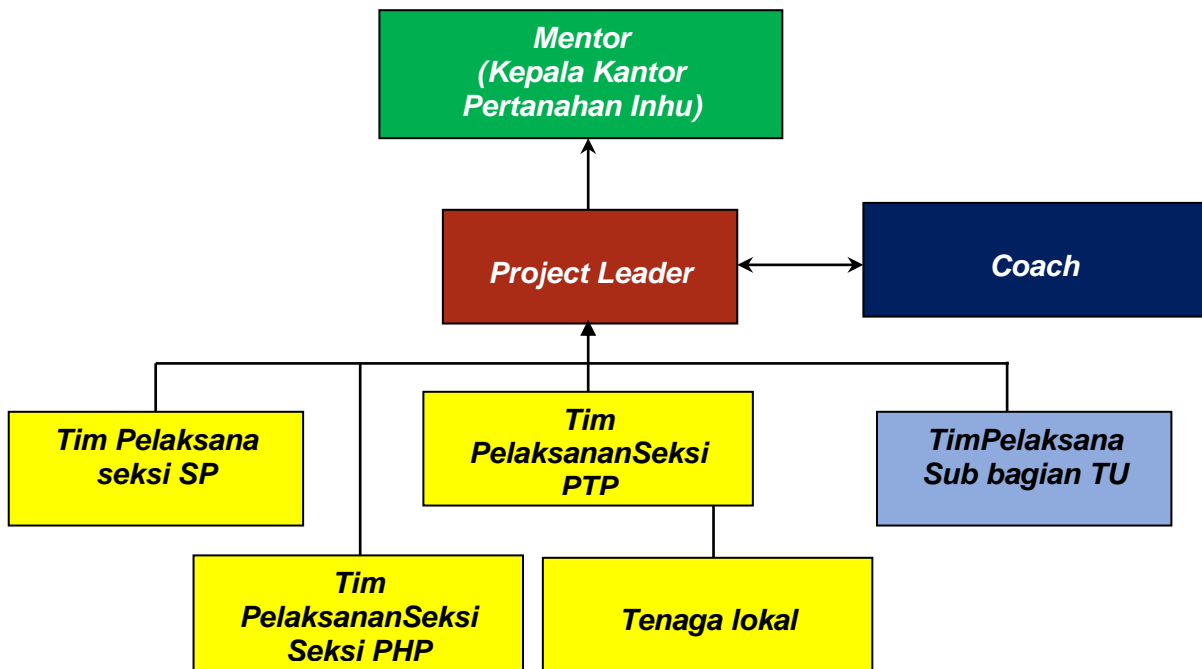 Mentor
(Kepala Kantor
Pertanahan Inhu)
Project Leader
Coach
Tim Pelaksana
seksi SP
Tim
PelaksananSeksi
PTP
TimPelaksana
Sub bagian TU
Tim
PelaksananSeksi
Seksi PHP
Tenaga lokal